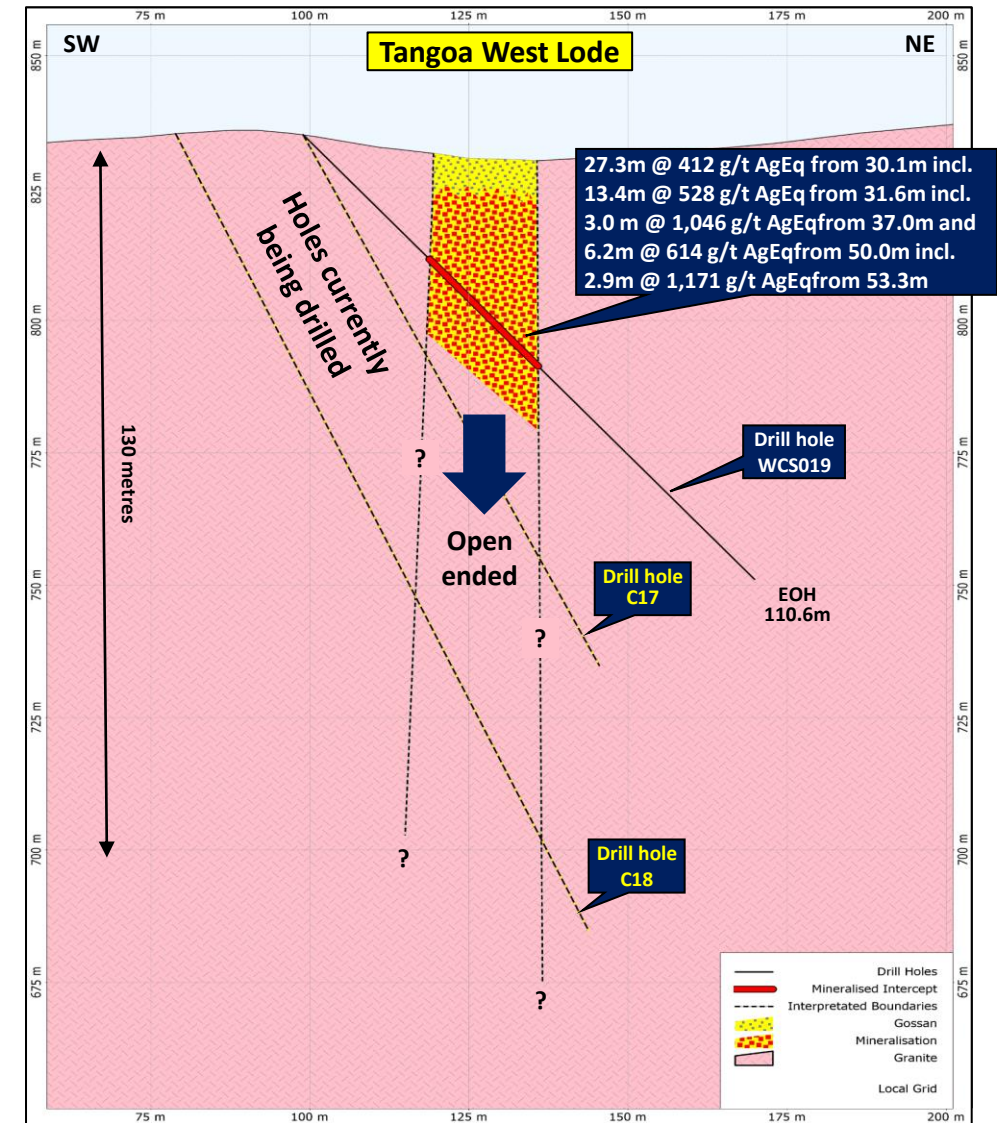 75 m
100 m
125 m
150 m
200 m
SW
Tangoa West Lode
NE
850 m
850 m
27.3m @ 412 g/t AgEq from 30.1m incl.
13.4m @ 528 g/t AgEq from 31.6m incl.
3.0 m @ 1,046 g/t AgEqfrom 37.0m and
6.2m @ 614 g/t AgEqfrom 50.0m incl.
2.9m @ 1,171 g/t AgEqfrom 53.3m
825 m
825 m
Holes currently
being drilled
800 m
800 m
130 metres
775 m
775 m
?
Drill hole
WCS019
Open
ended
750 m
750 m
Drill hole
C17
EOH
110.6m
?
725 m
725 m
700 m
700 m
?
Drill hole
C18
675 m
675 m
?
Drill Holes
Mineralised Intercept
Interpretated Boundaries
Gossan
Mineralisation
Granite
Local Grid
75 m
100 m
125 m
150 m
200 m